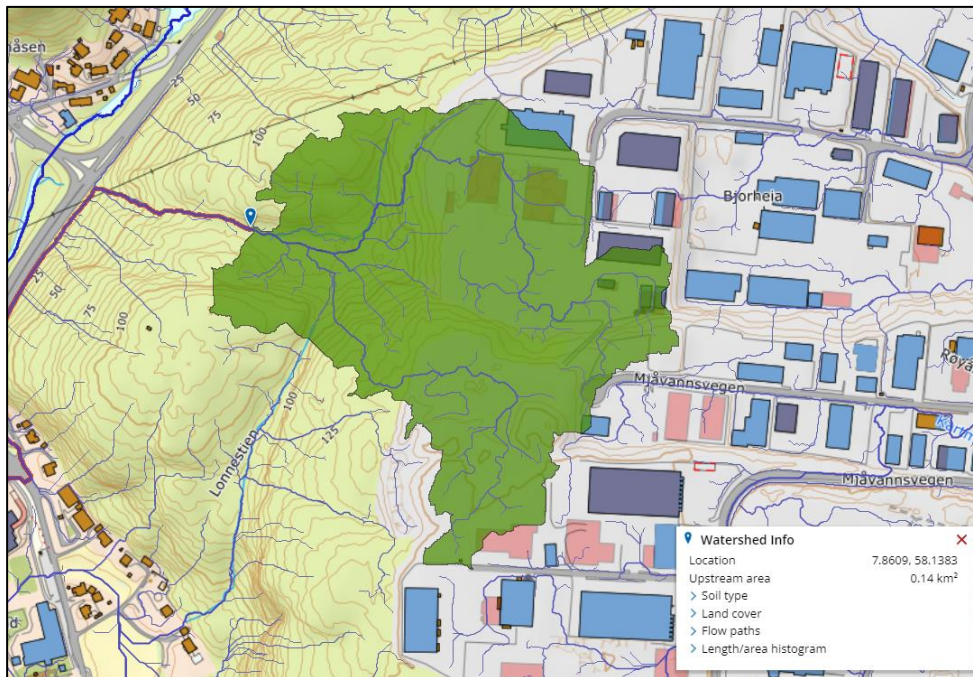 håsen
25
50
75
100
Bjorheia
25
50
75
100
Mjåvannsvegen
Røyå
100
125
Lonnestien
Mjåvannsvegen
Watershed Info
Location 7.8609, 58.1383
Upstream area 0.14 km²
Soil type
Land cover
Flow paths
Length/area histogram